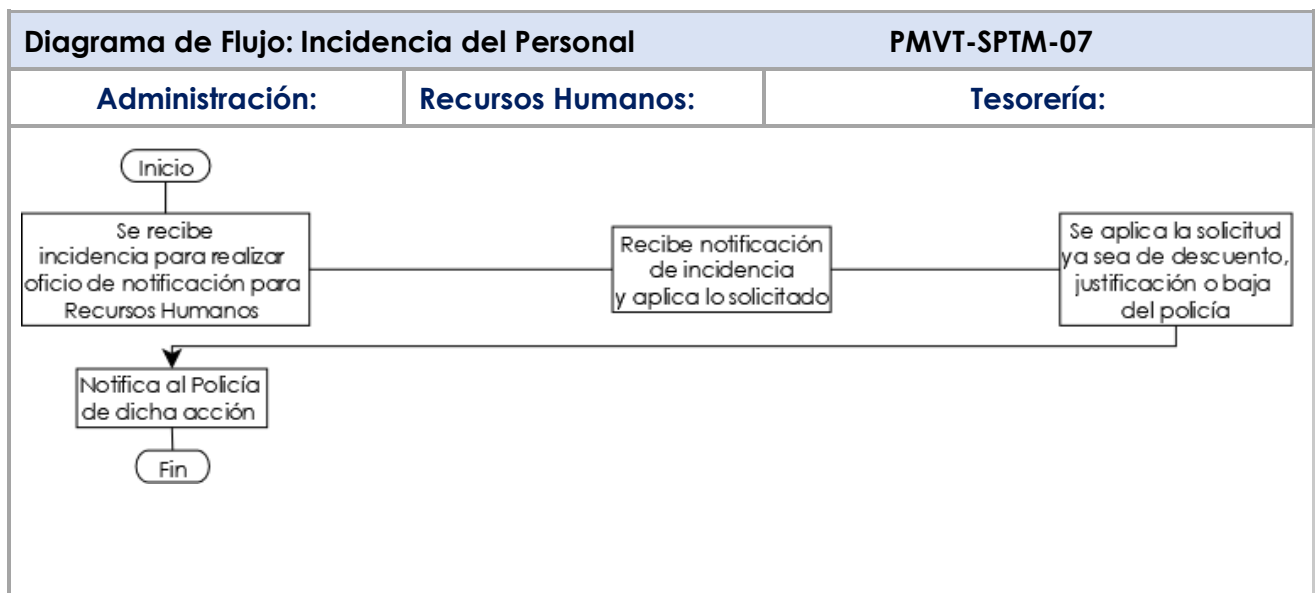 Diagrama de Flujo: Incidencia del Personal PMVT-SPTM-07
Administración: Recursos Humanos: Tesorería:
Inicio
Se recibe
incidencia para realizar
oficio de notificación para
Recursos Humanos
Recibe notificación
de incidencia
y aplica lo solicitado
Se aplica la solicitud
ya sea de descuento,
justificación o baja
del policía
Notifica al Policía
de dicha acción
Fin